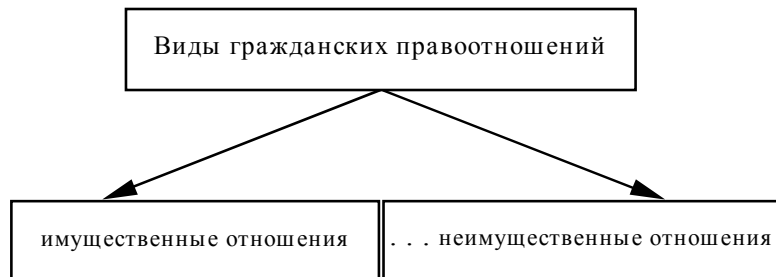 Виды гражданских правоотношений
имущественные отношения
. . . неимущественные отношения